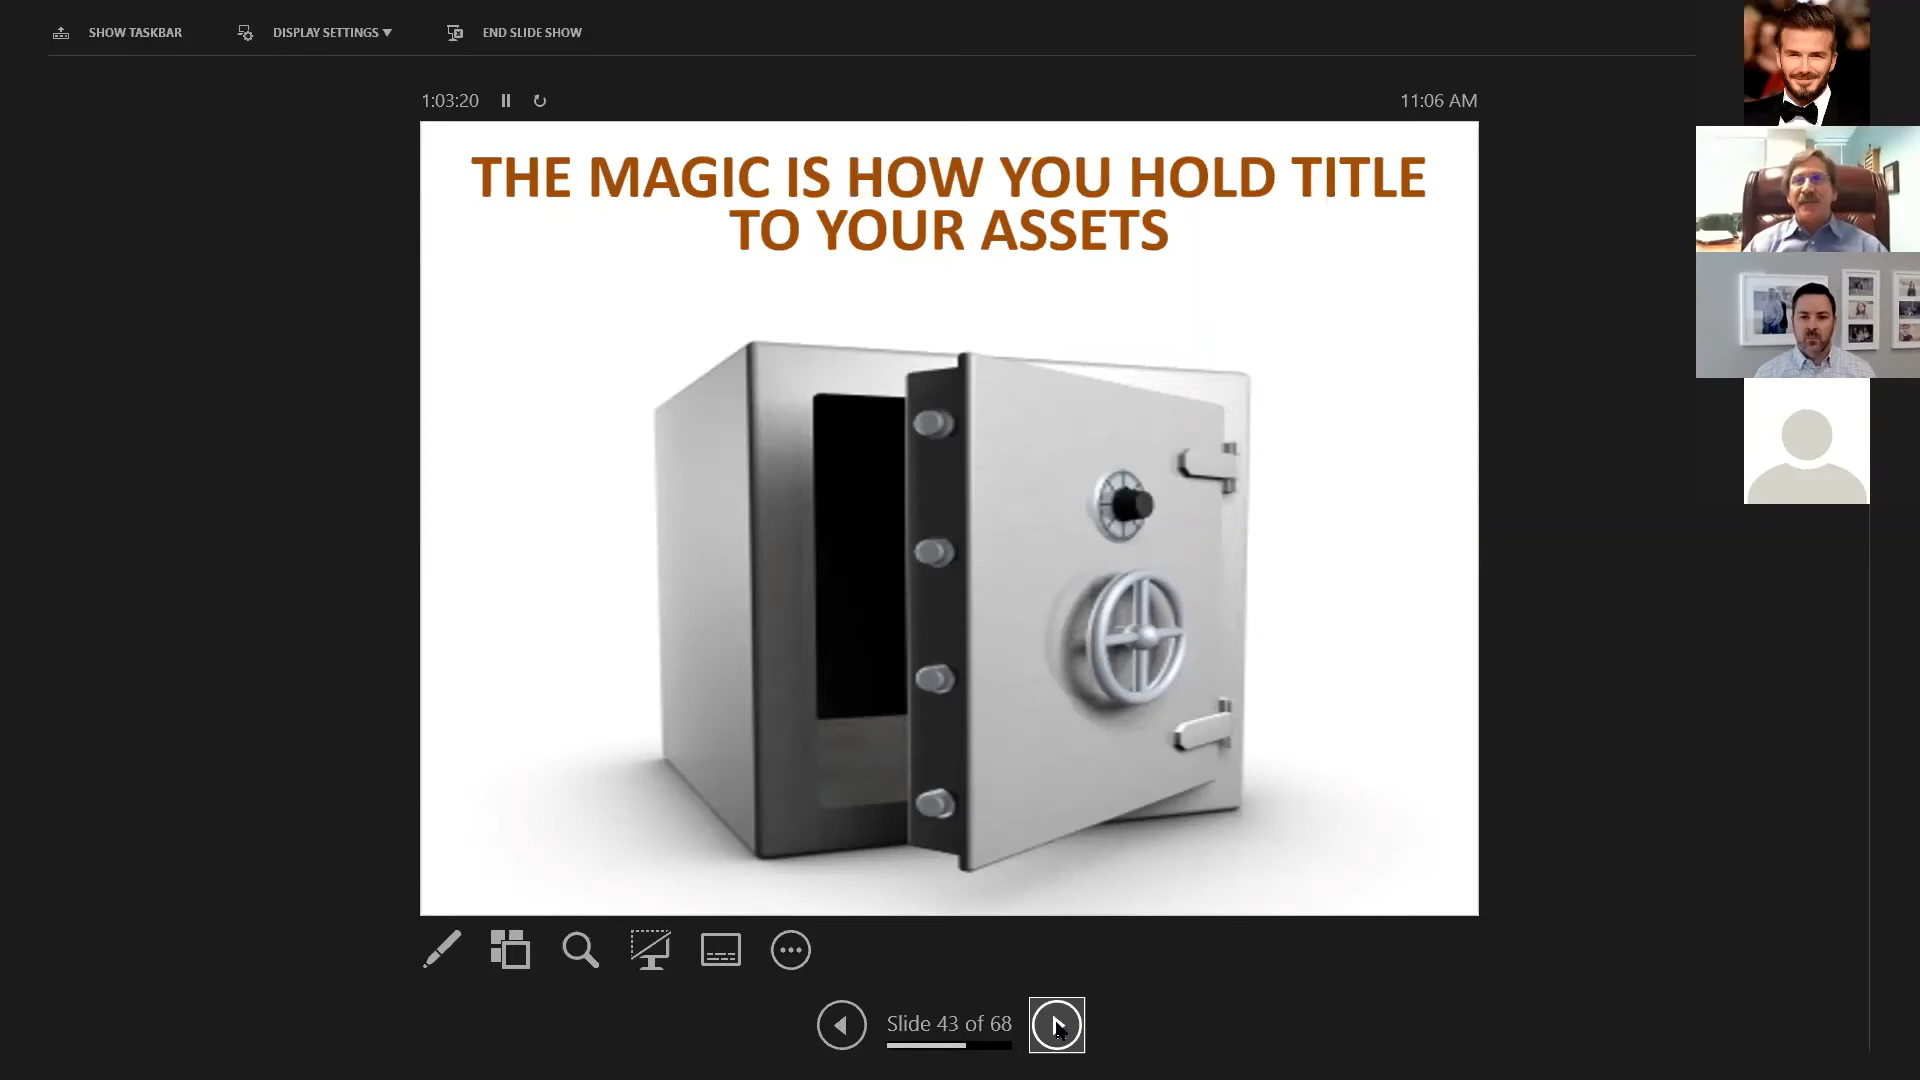 SHOW TASKBAR
DISPLAY SETTINGS ▼
END SLIDE SHOW
1:03:20
11:06 AM
THE MAGIC IS HOW YOU HOLD TITLE
TO YOUR ASSETS
Slide 43 of 68